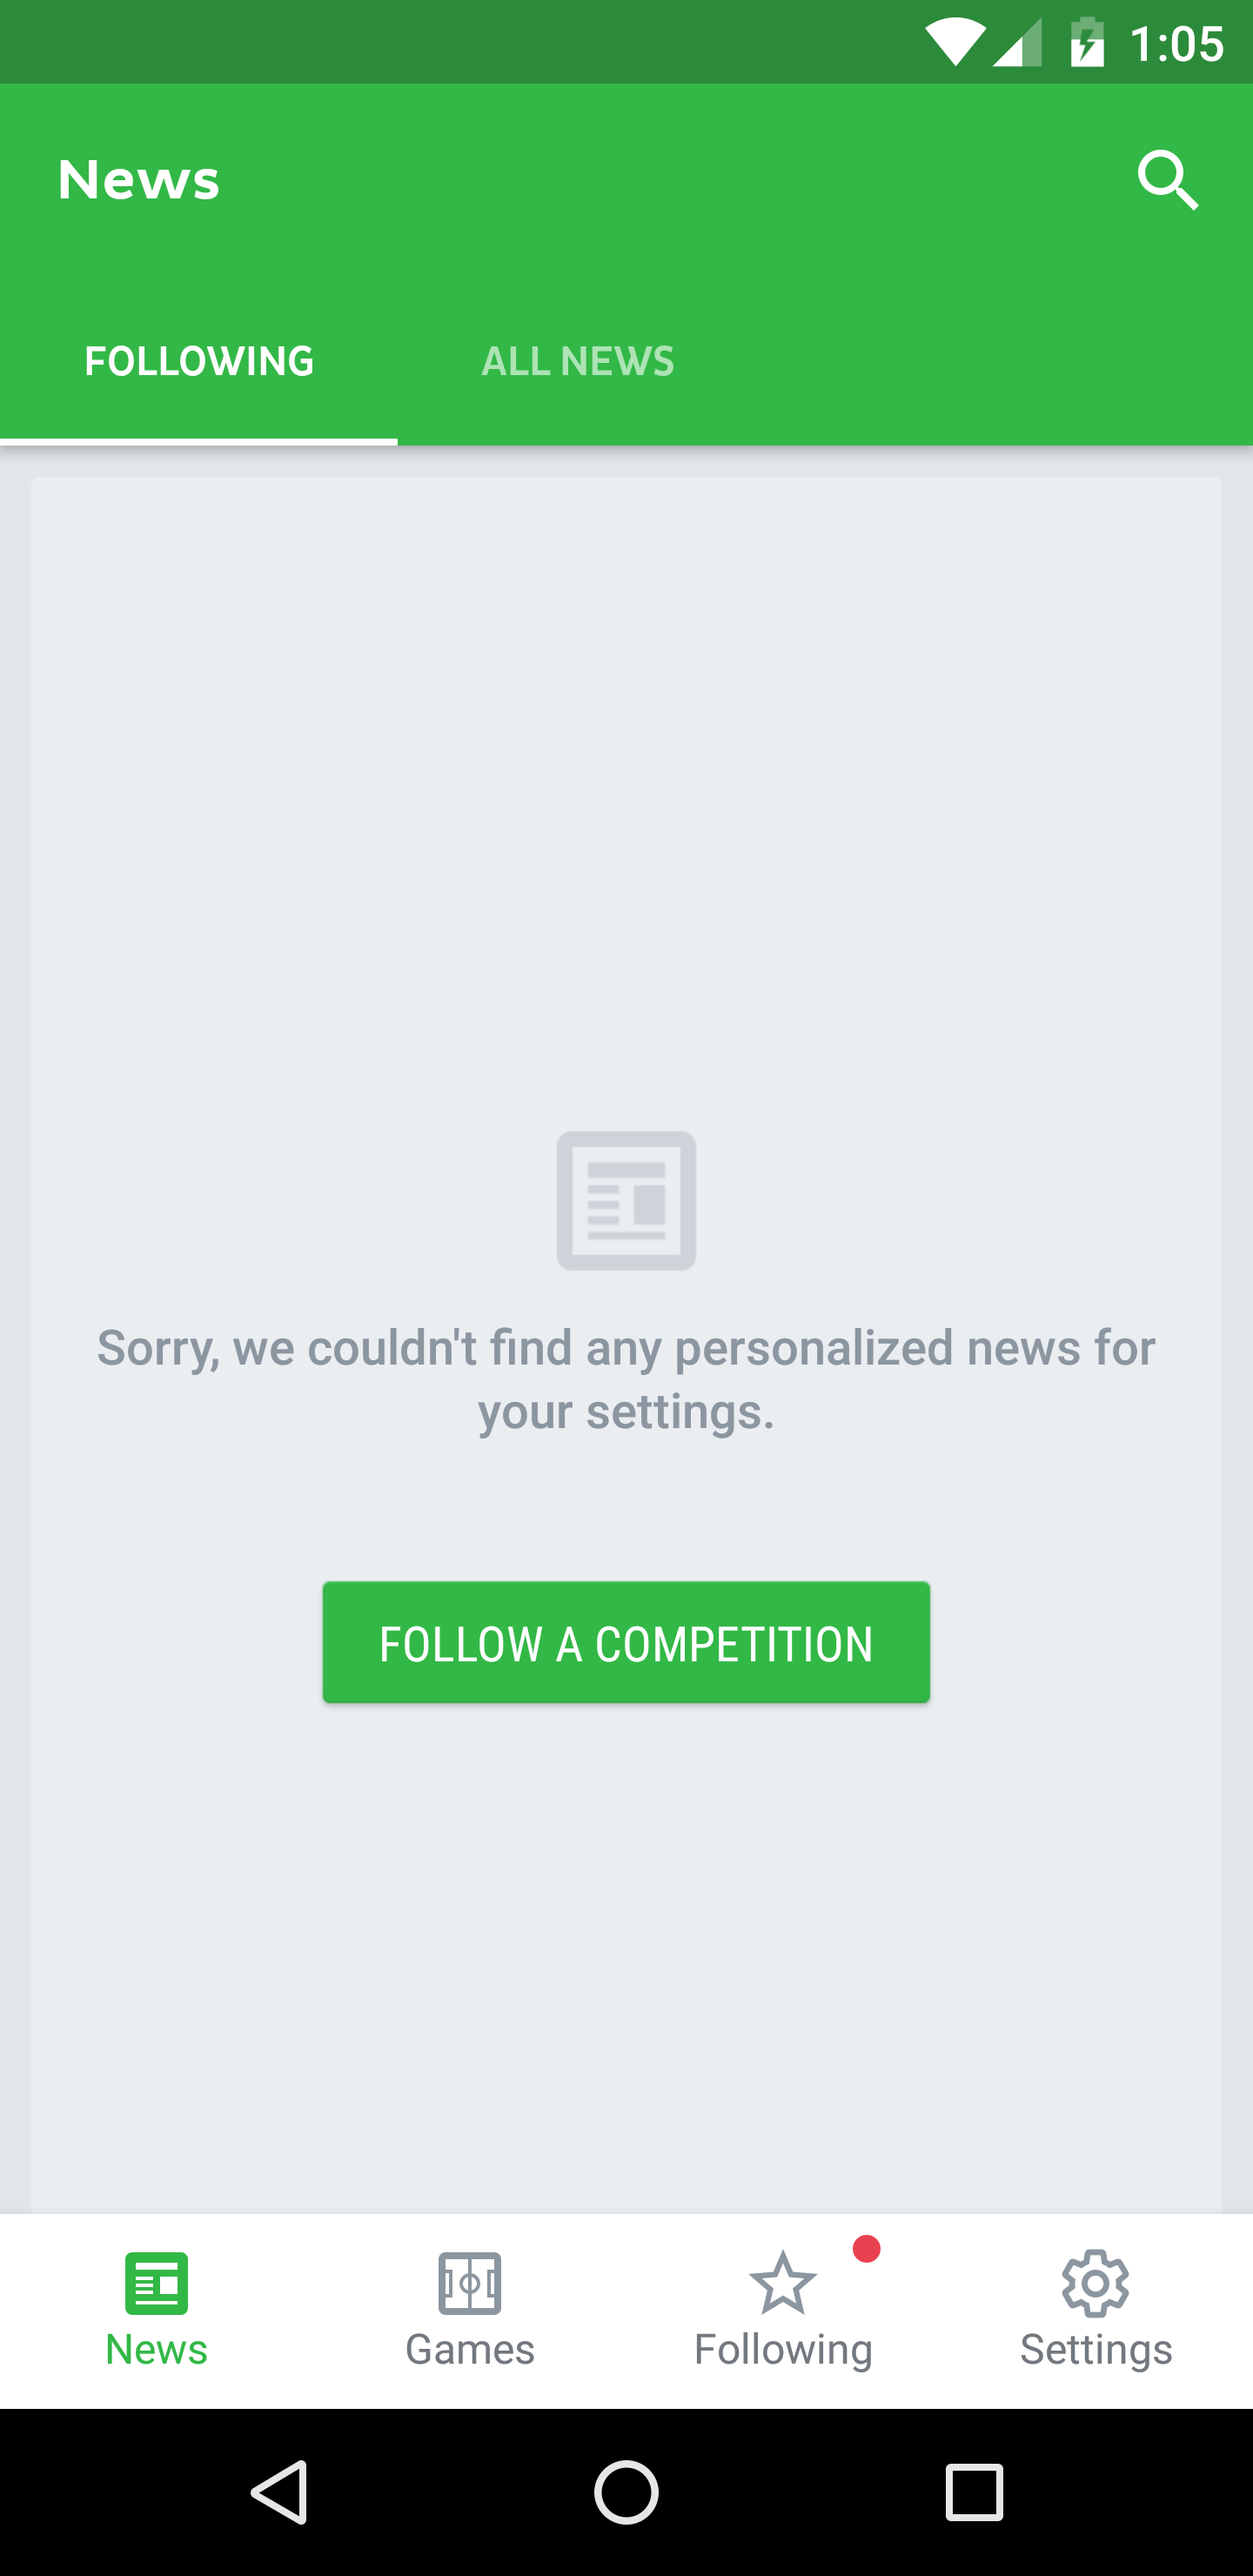 1:05
News
FOLLOWING
ALL NEWS
Sorry, we couldn't find any personalized news for
your settings.
FOLLOW A COMPETITION
News
Games
Following
Settings